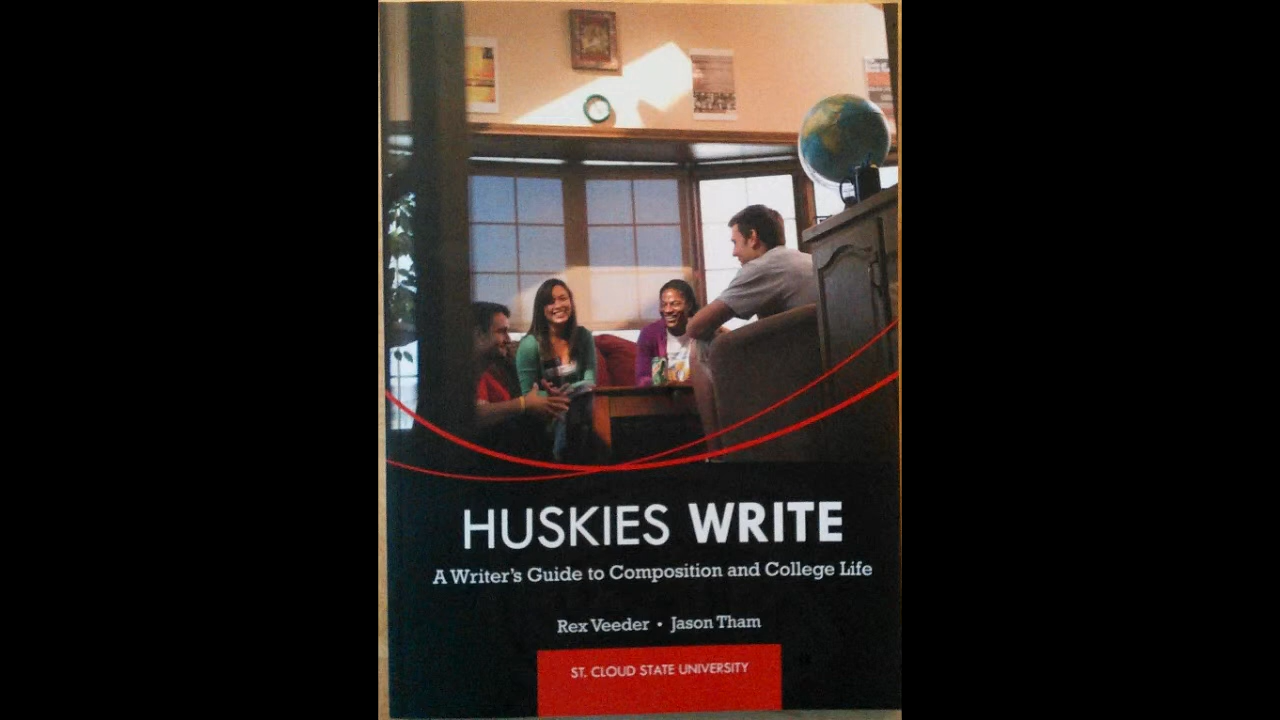 HUSKIES WRITE
A Writer's Guide to Composition and College Life
Rex Veeder • Jason Tham
ST. CLOUD STATE UNIVERSITY